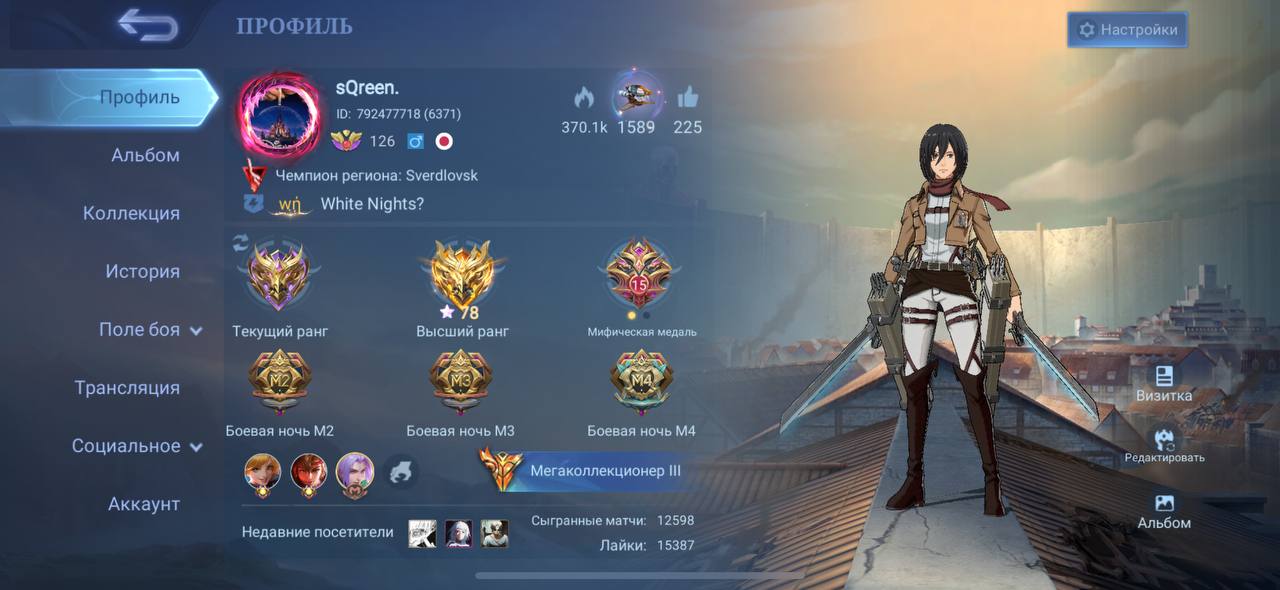 ПРОФИЛЬ
Настройки
Профиль
Альбом
Коллекция
История
Поле боя
Трансляция
Социальное
Аккаунт
sQreen.
ID: 792477718 (6371)
126
370.1k 1589 225
Чемпион региона: Sverdlovsk
White Nights?
Текущий ранг
78
Высший ранг
15
Мифическая медаль
M2
Боевая ночь M2
M3
Боевая ночь M3
M4
Боевая ночь M4
Мегаколлекционер III
Недавние посетители
Сыгранные матчи: 12598
Лайки: 15387
Визитка
Редактировать
Альбом